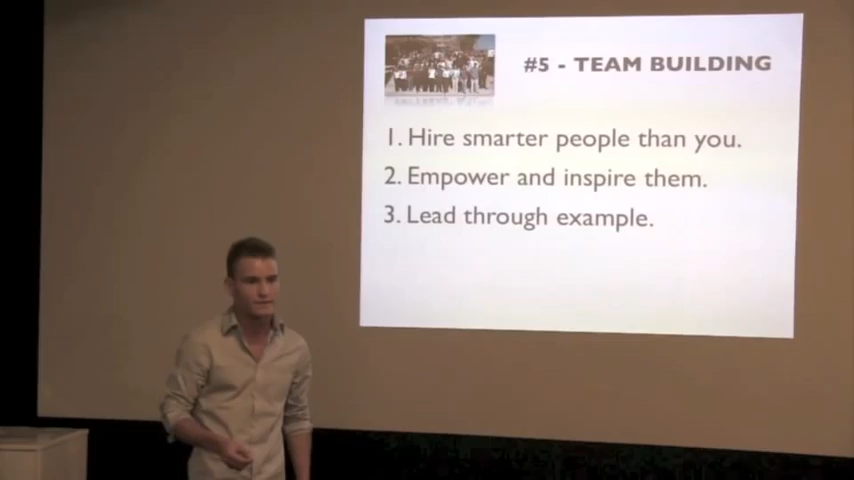 #5 - TEAM BUILDING
1. Hire smarter people than you.
2. Empower and inspire them.
3. Lead through example.